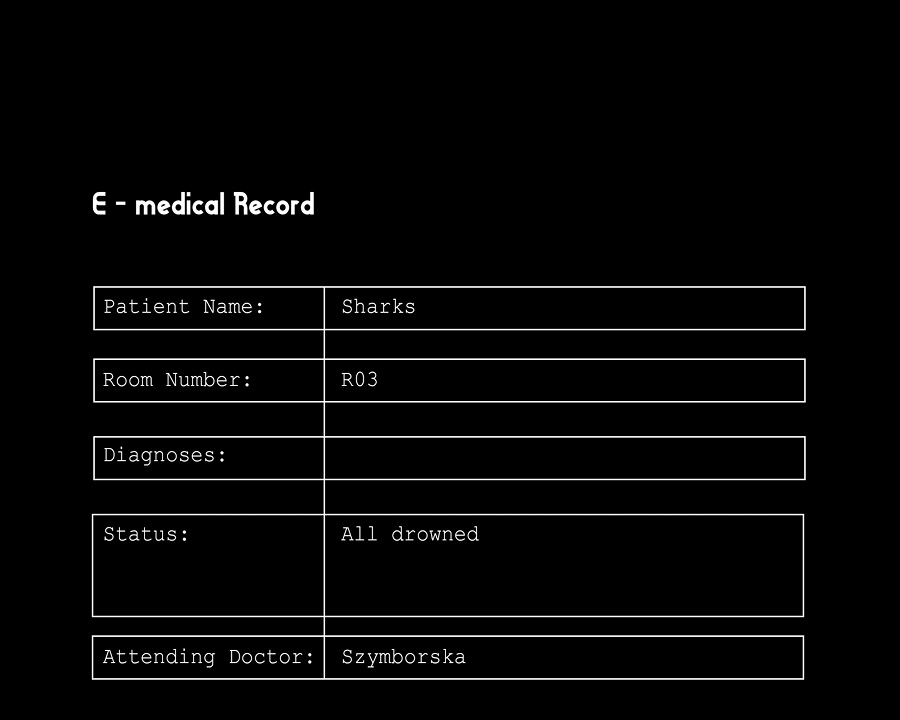 E - medical Record
Patient Name: Sharks
Room Number: R03
Diagnoses:
Status: All drowned
Attending Doctor: Szymborska